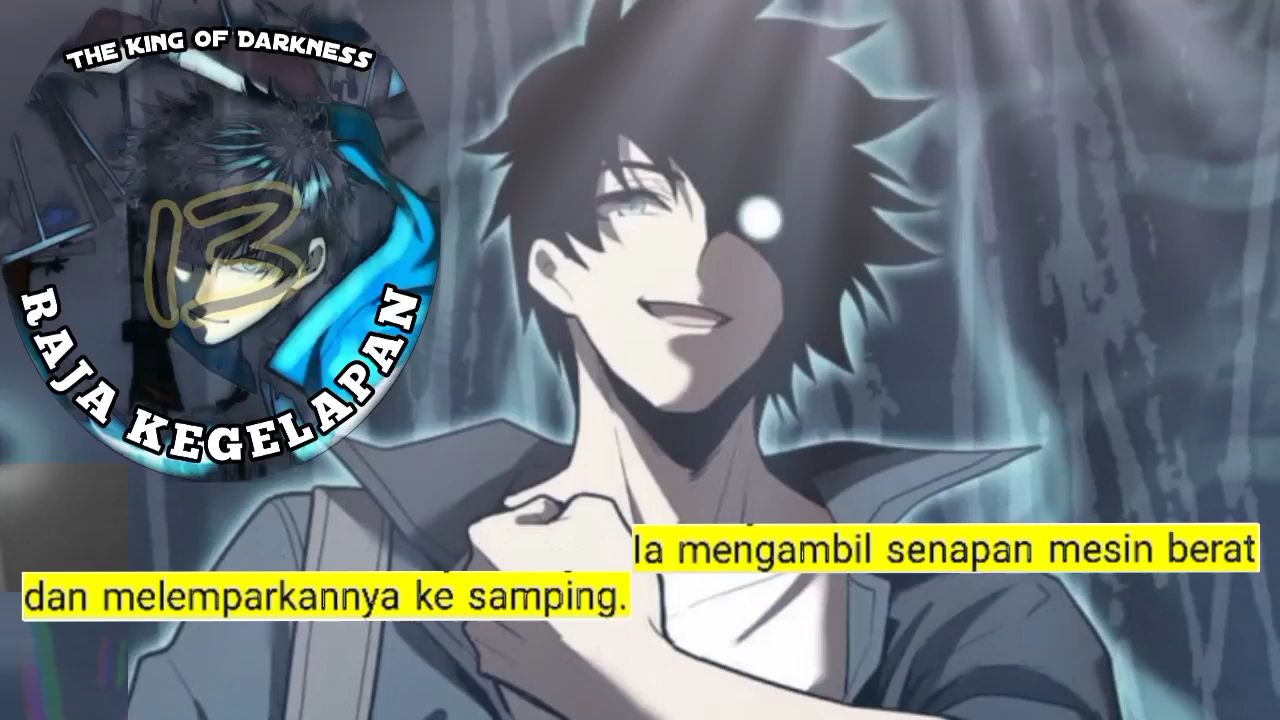 THE KING OF DARKNESS
13
RAJA KEGELAPAN
Ia mengambil senapan mesin berat
dan melemparkannya ke samping.